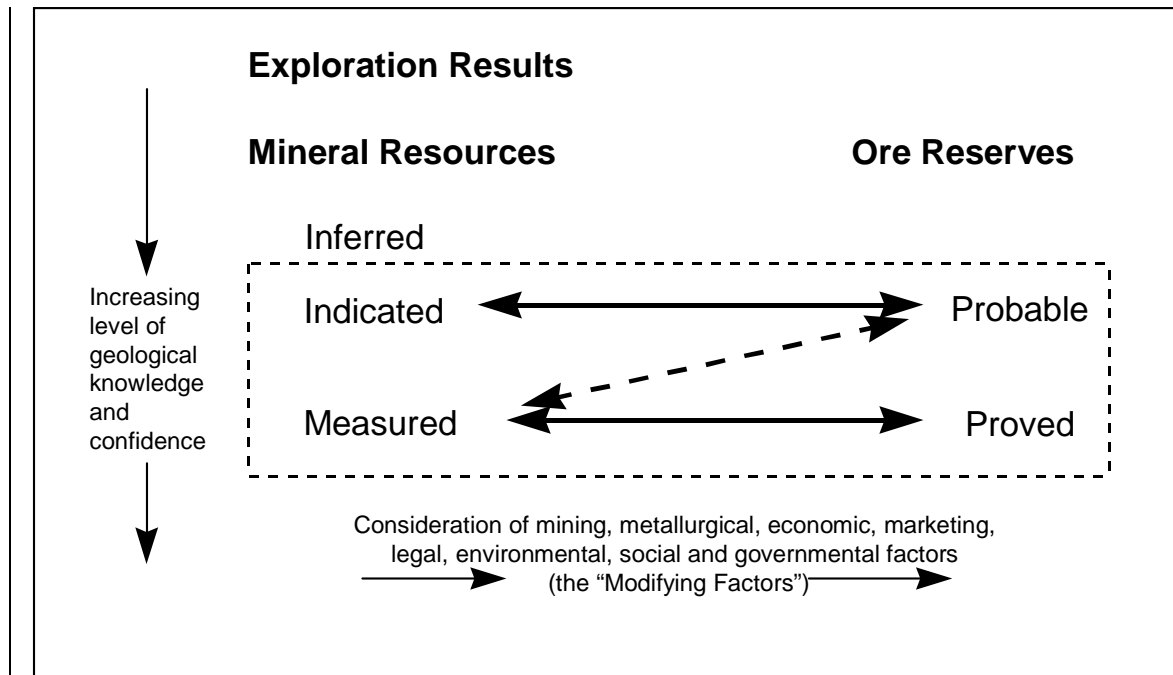 Exploration Results
Mineral Resources
Ore Reserves
Inferred
Indicated
Probable
Measured
Proved
Increasing
level of
geological
knowledge
and
confidence
Consideration of mining, metallurgical, economic, marketing,
legal, environmental, social and governmental factors
(the “Modifying Factors”)